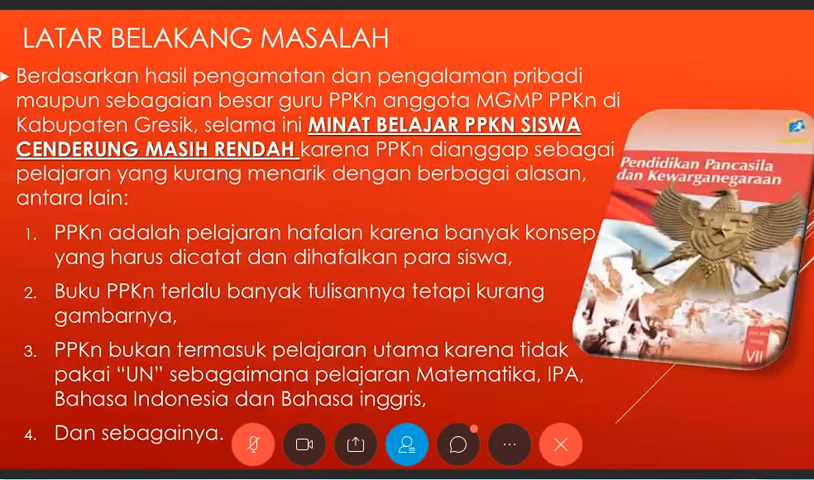 LATAR BELAKANG MASALAH
Berdasarkan hasil pengamatan dan pengalaman pribadi
maupun sebagaian besar guru PPKn anggota MGMP PPKn di
Kabupaten Gresik, selama ini MINAT BELAJAR PPKN SISWA
CENDERUNG MASIH RENDAH karena PPKn dianggap sebagai
pelajaran yang kurang menarik dengan berbagai alasan,
antara lain:
1. PPKn adalah pelajaran hafalan karena banyak konsep
yang harus dicatat dan dihafalkan para siswa,
2. Buku PPKn terlalu banyak tulisannya tetapi kurang
gambarnya,
3. PPKn bukan termasuk pelajaran utama karena tidak
pakai “UN” sebagaimana pelajaran Matematika, IPA,
Bahasa Indonesia dan Bahasa inggris,
4. Dan sebagainya.
Pendidikan Pancasila
dan Kewarganegaraan
VII